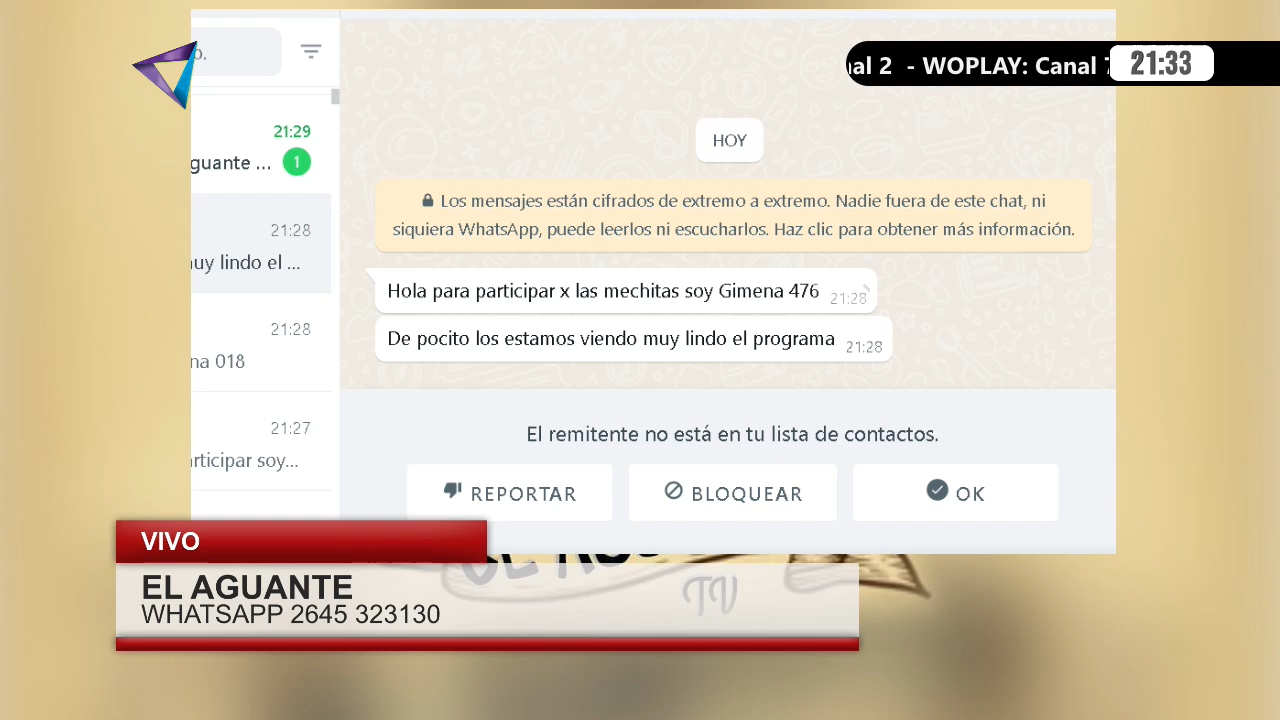 o.
al 2 - WOPLAY: Canal 7
21:33
21:29
guante ...
1
21:28
uy lindo el ...
21:28
na 018
21:27
articipar soy...
HOY
Los mensajes están cifrados de extremo a extremo. Nadie fuera de este chat, ni
siquiera WhatsApp, puede leerlos ni escucharlos. Haz clic para obtener más información.
Hola para participar x las mechitas soy Gimena 476
21:28
De pocito los estamos viendo muy lindo el programa
21:28
El remitente no está en tu lista de contactos.
REPORTAR
BLOQUEAR
OK
VIVO
EL AGUANTE
WHATSAPP 2645 323130
TV